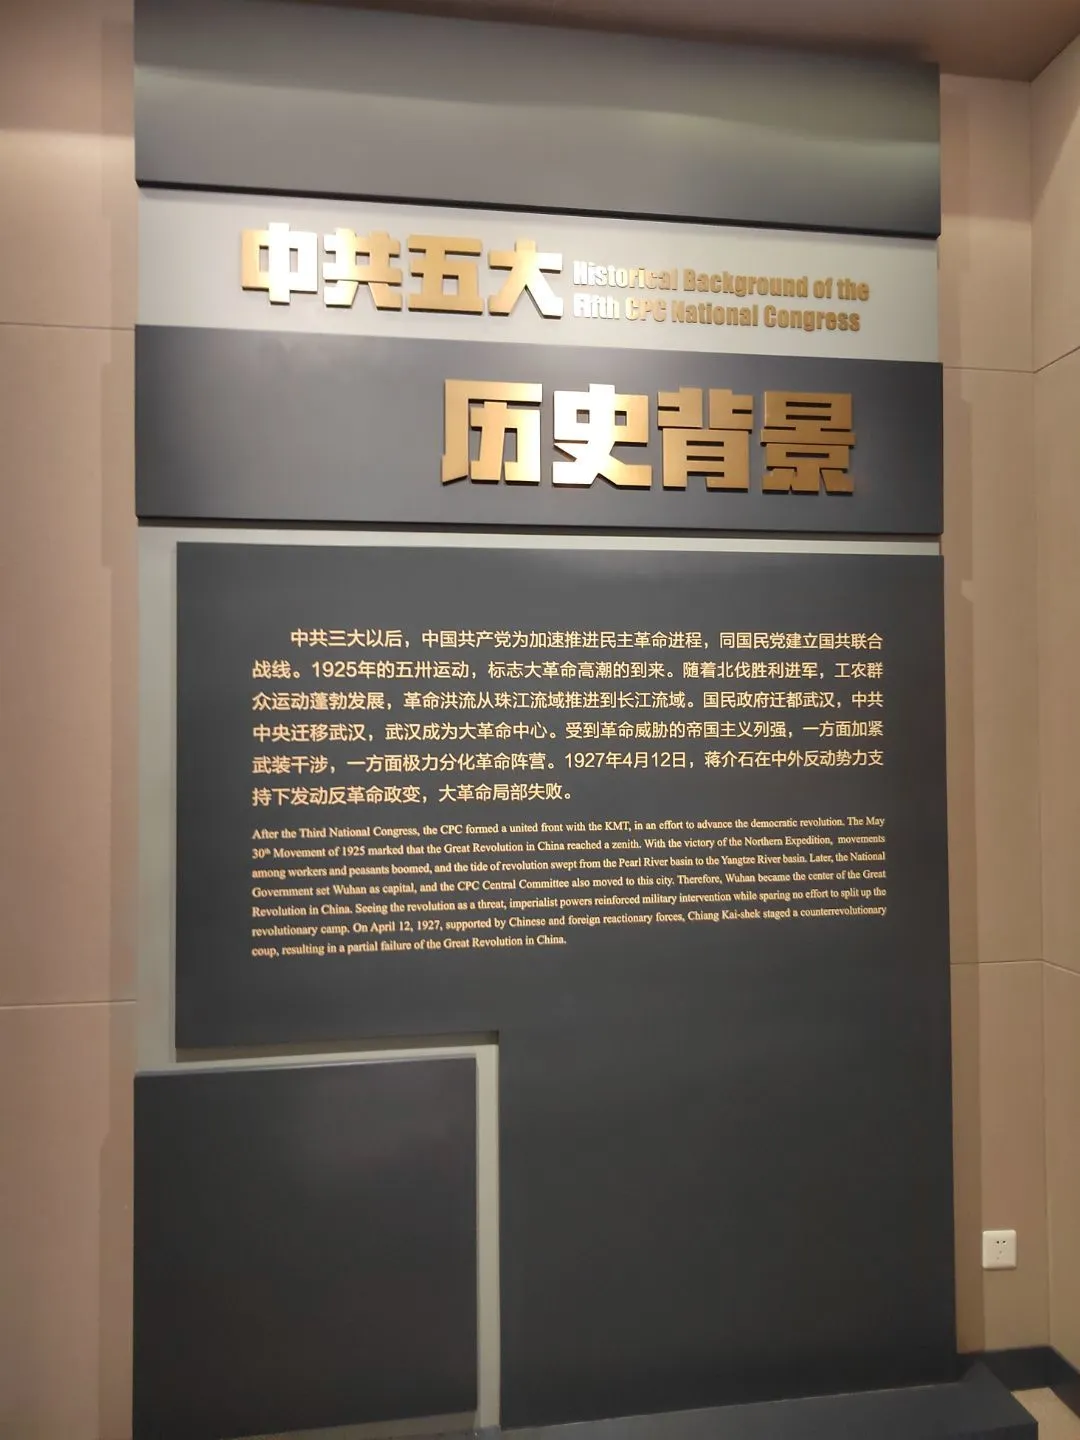 中共五大
Historical Background of the
Fifth CPC National Congress
历史背景
中共三大以后，中国共产党为加速推进民主革命进程，同国民党建立国共联合
战线。1925年的五卅运动，标志大革命高潮的到来。随着北伐胜利进军，工农群
众运动蓬勃发展，革命洪流从珠江流域推进到长江流域。国民政府迁都武汉，中共
中央迁移武汉，武汉成为大革命中心。受到革命威胁的帝国主义列强，一方面加紧
武装干涉，一方面极力分化革命阵营。1927年4月12日，蒋介石在中外反动势力支
持下发动反革命政变，大革命局部失败。
After the Third National Congress, the CPC formed a united front with the KMT, in an effort to advance the democratic revolution. The May
30th Movement of 1925 marked that the Great Revolution in China reached a zenith. With the victory of the Northern Expedition, movements
among workers and peasants boomed, and the tide of revolution swept from the Pearl River basin to the Yangtze River basin. Later, the National
Government set Wuhan as capital, and the CPC Central Committee also moved to this city. Therefore, Wuhan became the center of the Great
Revolution in China. Seeing the revolution as a threat, imperialist powers reinforced military intervention while sparing no effort to split up the
revolutionary camp. On April 12, 1927, supported by Chinese and foreign reactionary forces, Chiang Kai-shek staged a counterrevolutionary
coup, resulting in a partial failure of the Great Revolution in China.